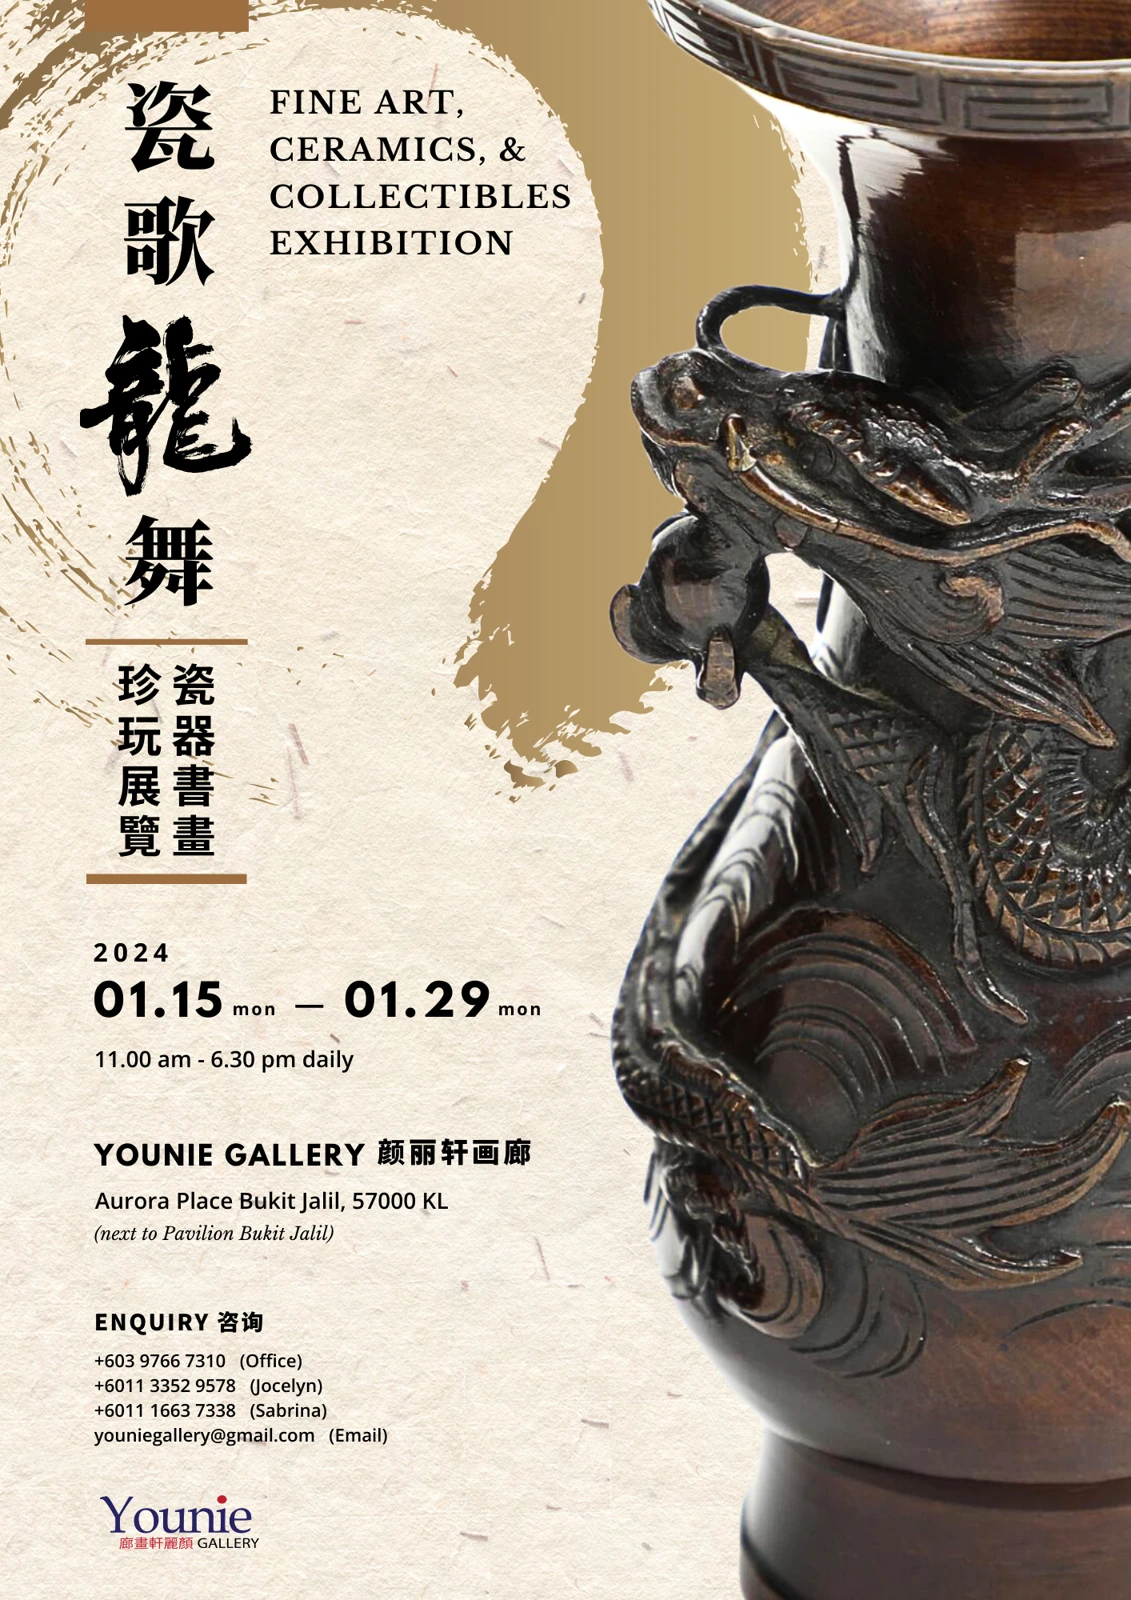 瓷歌龍舞
FINE ART,
CERAMICS, &
COLLECTIBLES
EXHIBITION
瓷器書畫
珍玩展覽
2024
01.15 mon — 01.29 mon
11.00 am - 6.30 pm daily
YOUNIE GALLERY 颜丽轩画廊
Aurora Place Bukit Jalil, 57000 KL
(next to Pavilion Bukit Jalil)
ENQUIRY 咨询
+603 9766 7310 (Office)
+6011 3352 9578 (Jocelyn)
+6011 1663 7338 (Sabrina)
youniegallery@gmail.com (Email)
Younie
廊畫軒麗顏 GALLERY